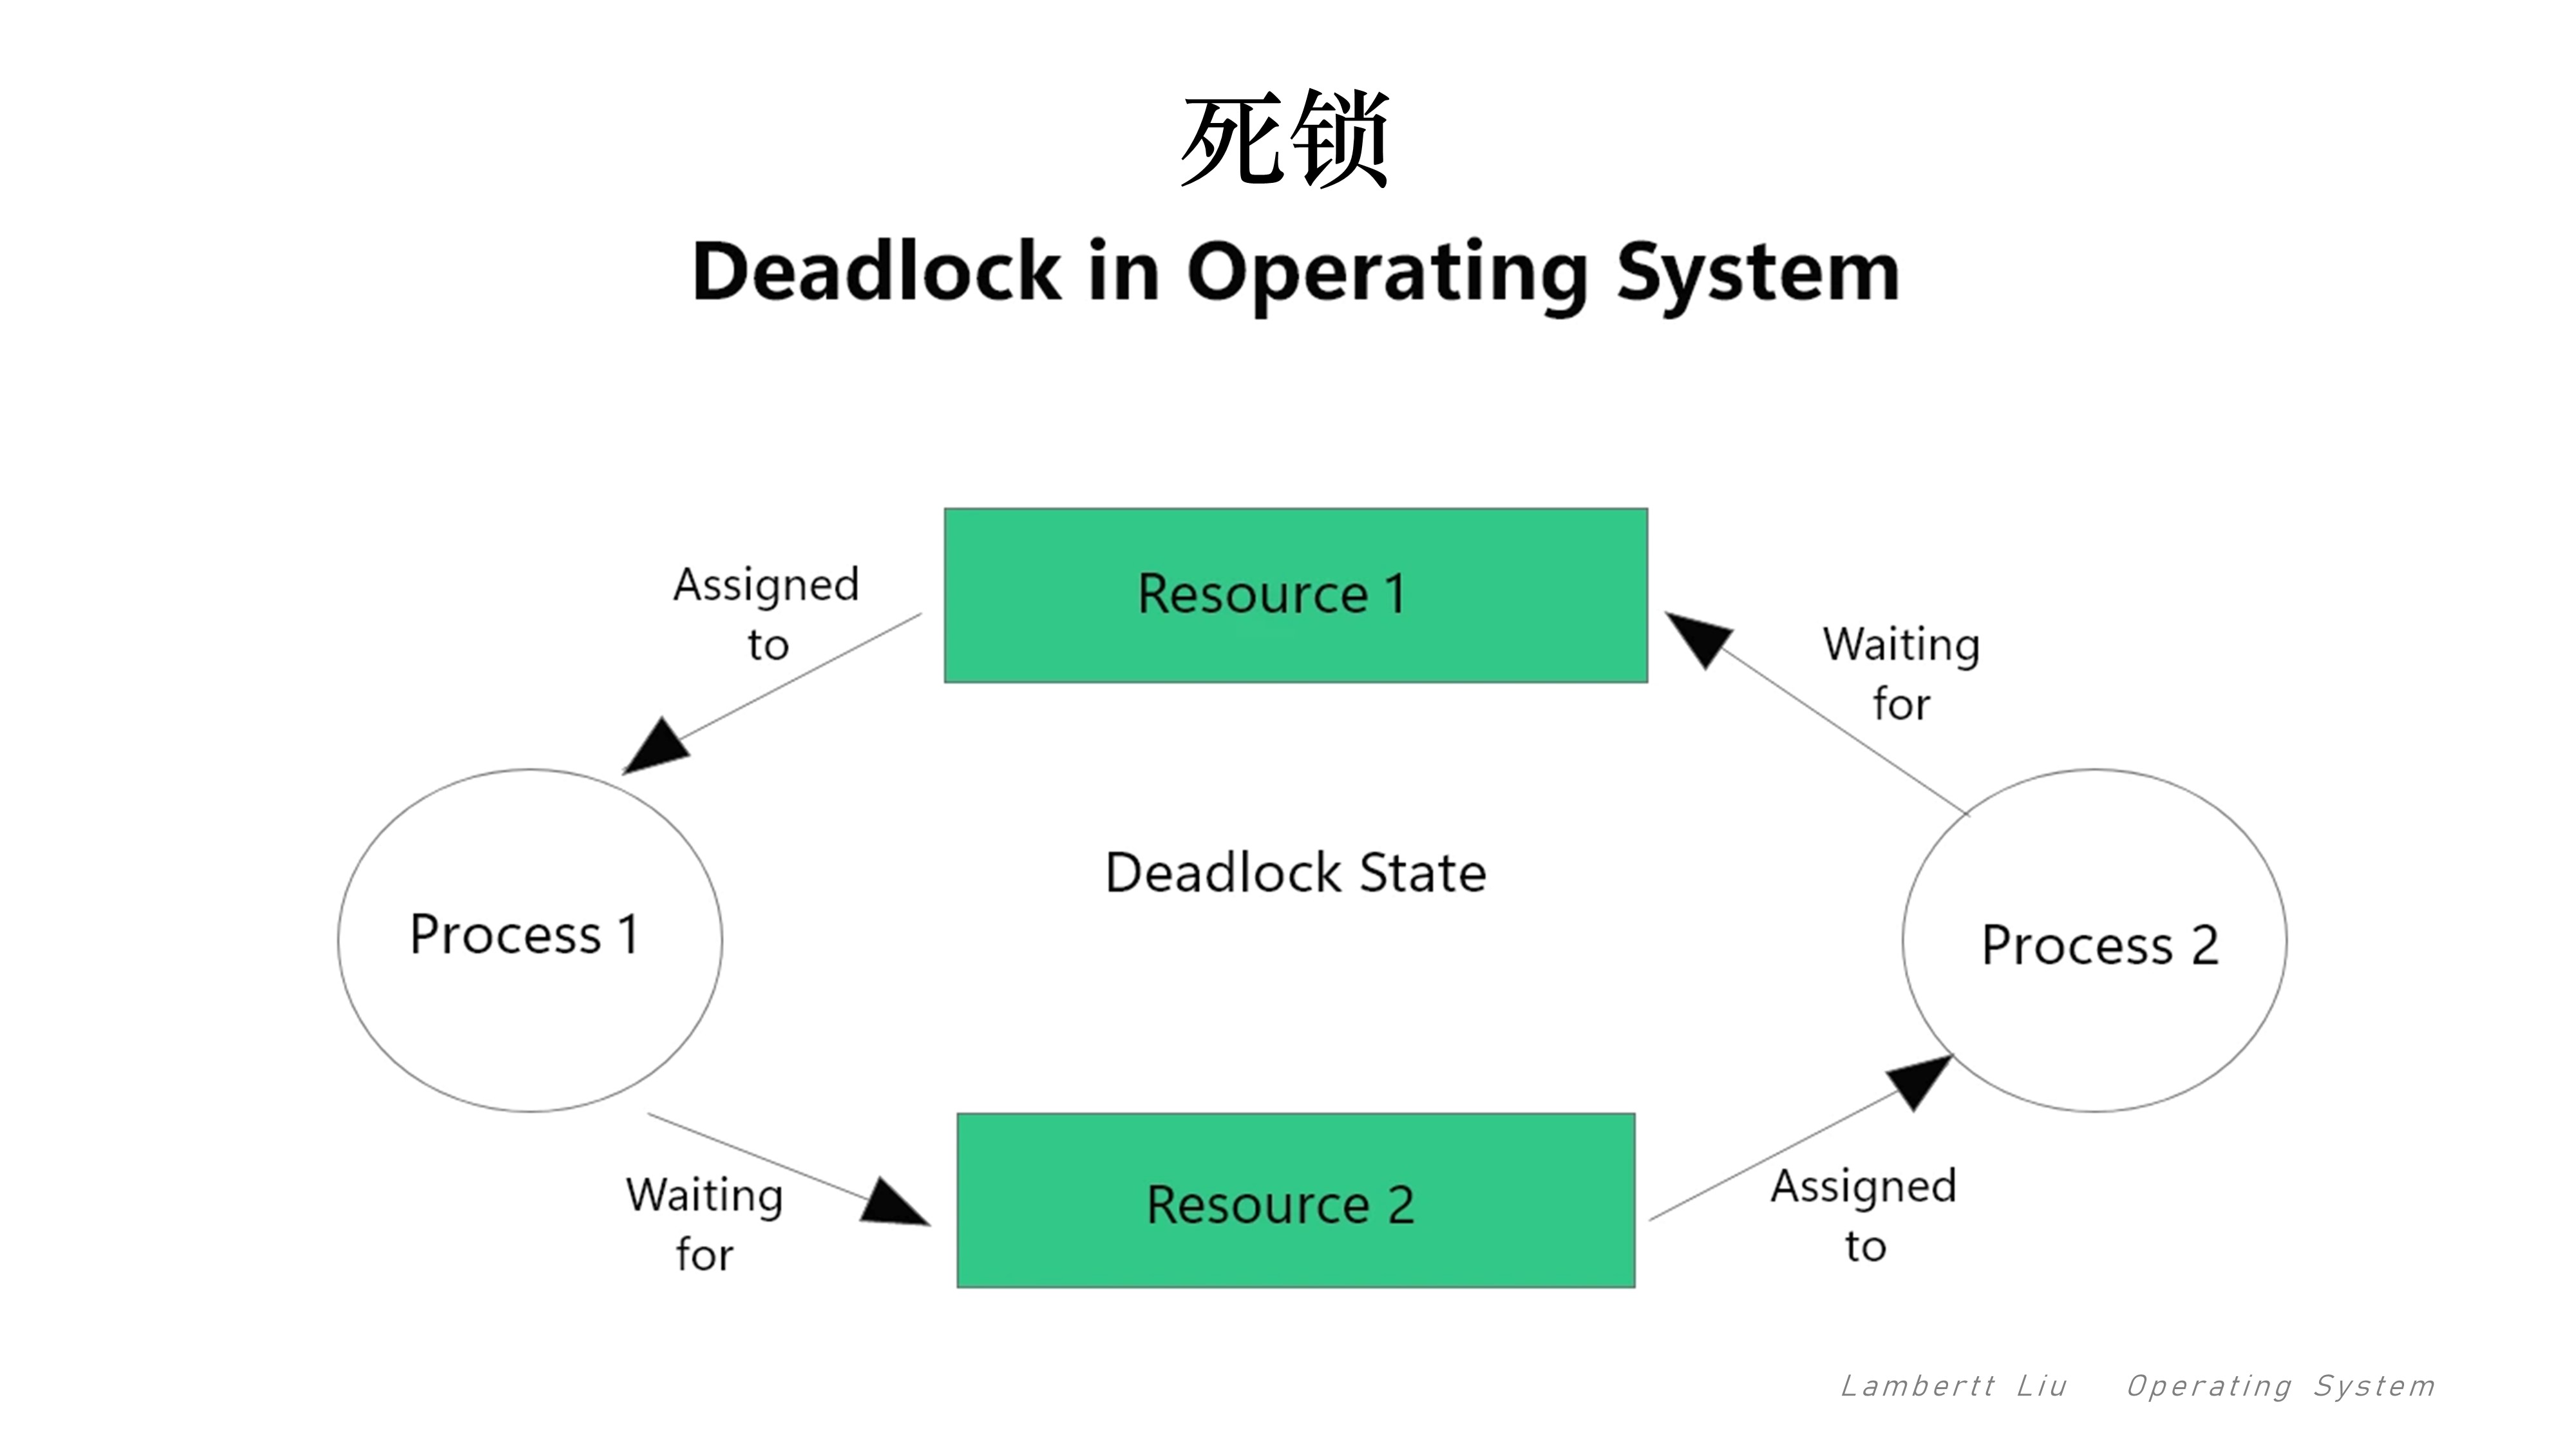 死锁
Deadlock in Operating System
Resource 1
Assigned
to
Waiting
for
Deadlock State
Process 1
Process 2
Resource 2
Waiting
for
Assigned
to
Lambertt Liu Operating System